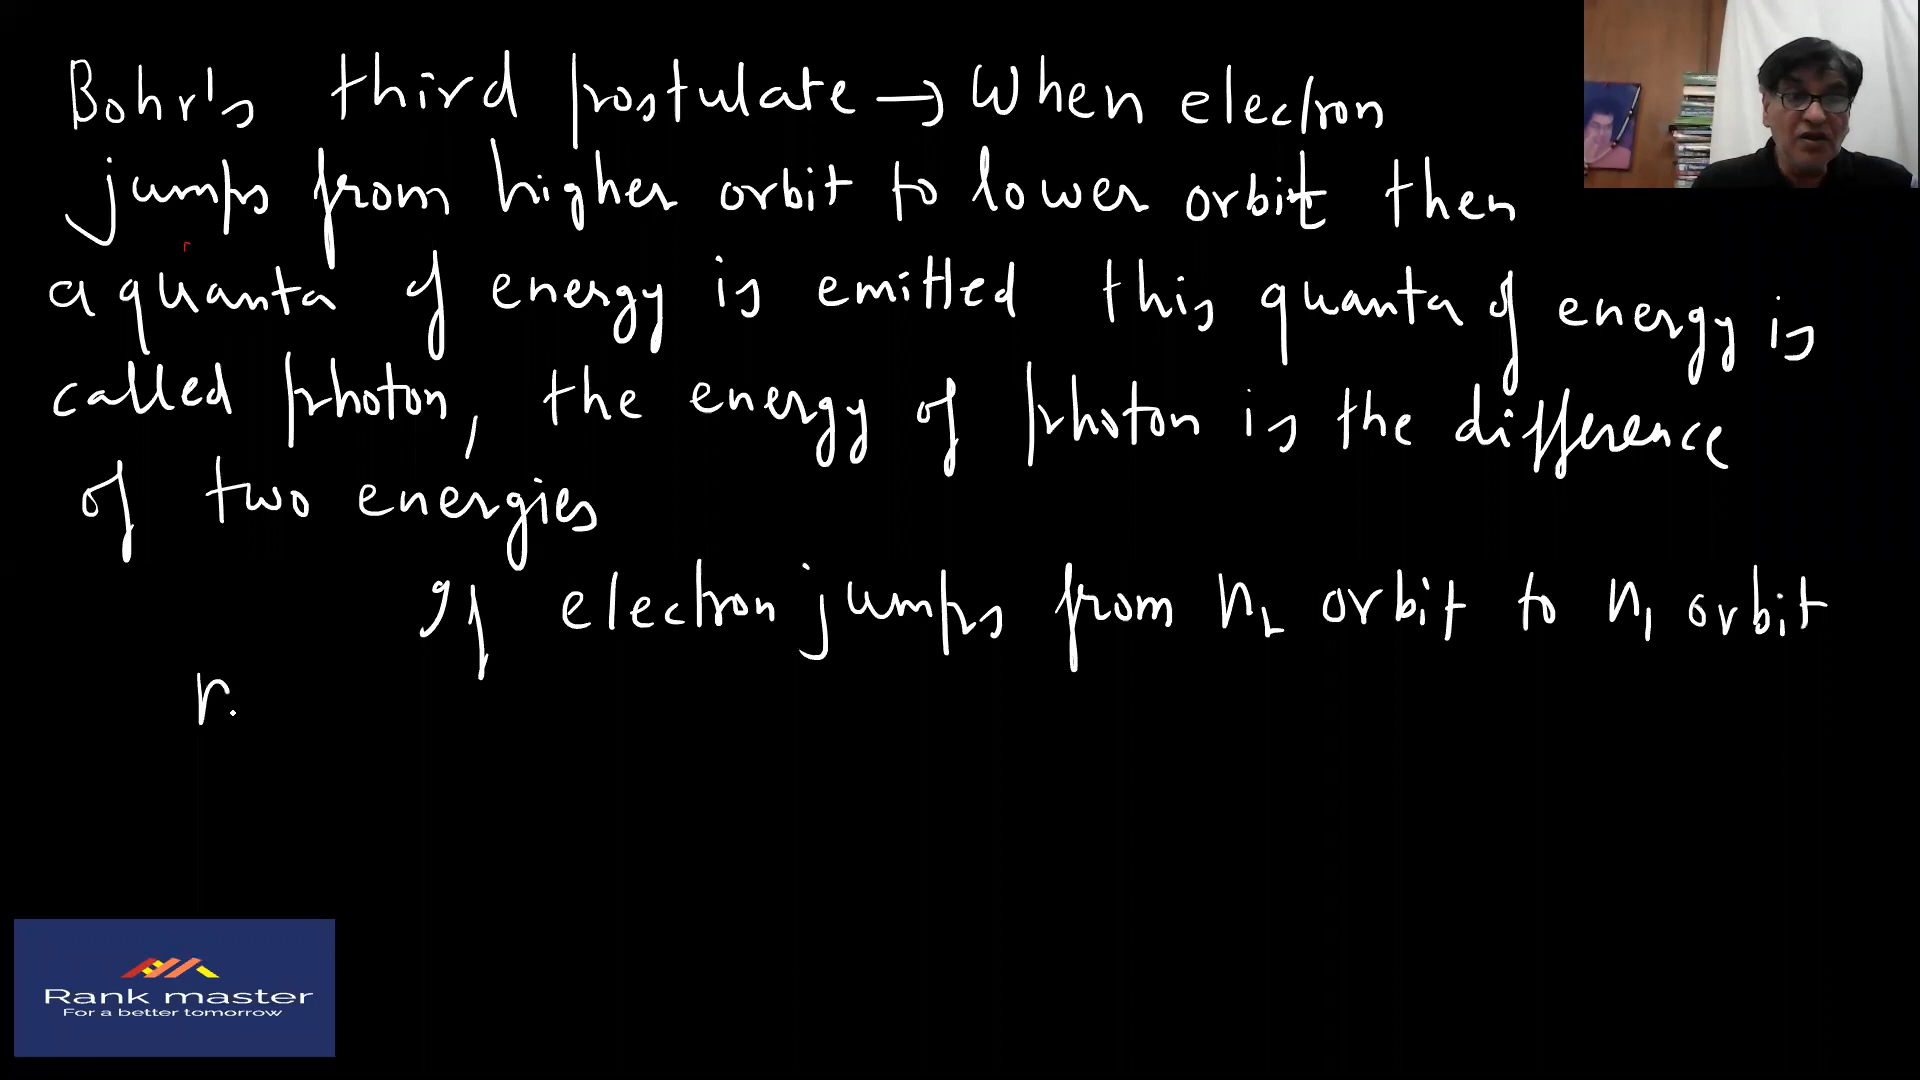 Bohr's third postulate → When electron
jumps from higher orbit to lower orbit then
a quanta of energy is emitted this quanta of energy is
called photon, the energy of photon is the difference
of two energies
If electron jumps from n₂ orbit to n₁ orbit
r.
Rank master
For a better tomorrow